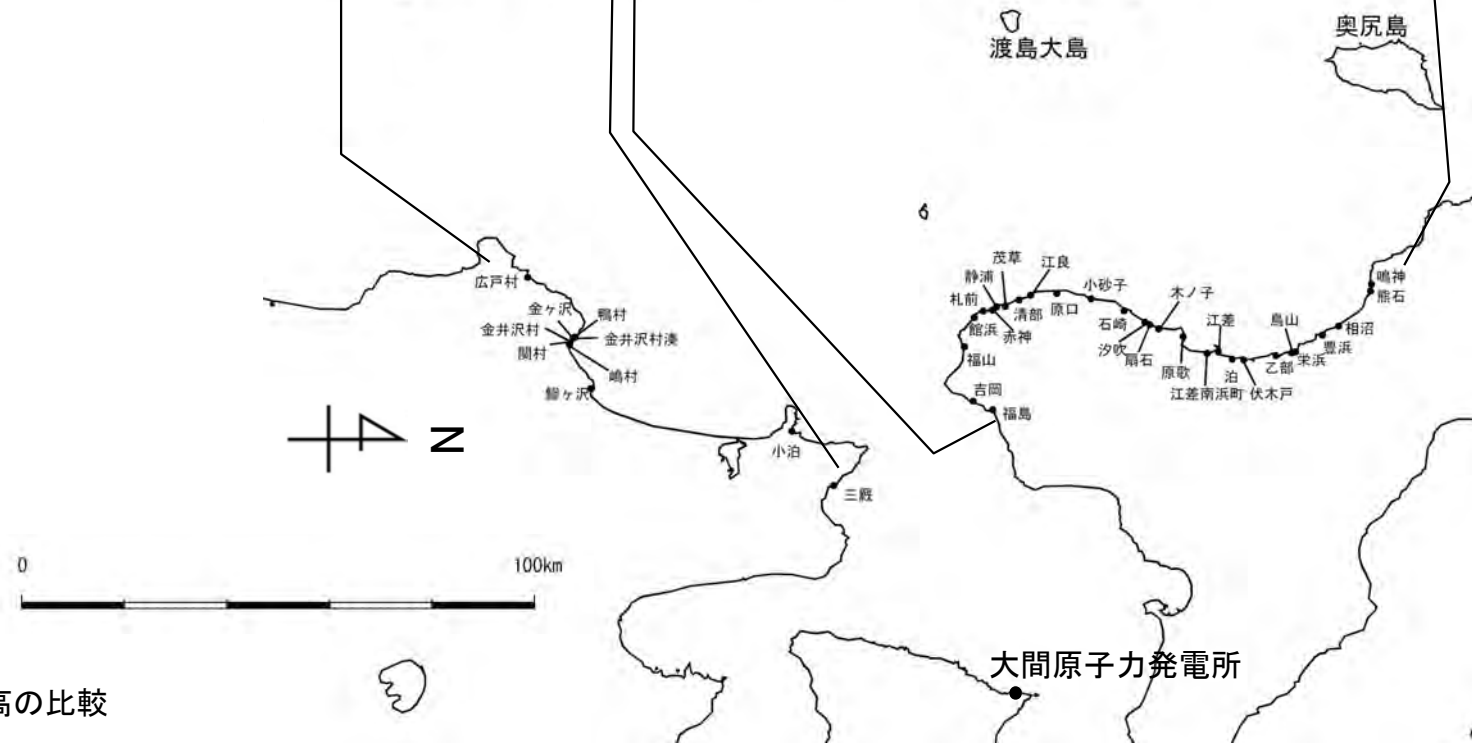 奥尻島
渡島大島
広戸村
金ヶ沢
鴨村
金井沢村
金井沢村湊
関村
嶋村
鰺ヶ沢
小泊
三厩
茂草
江良
静浦
小砂子
札前
清部
原口
木ノ子
鳴神
熊石
館浜
赤神
石崎
江差
鳥山
相沼
汐吹
扇石
豊浜
福山
原歌
泊
乙部
栄浜
江差南浜町
伏木戸
吉岡
福島
N
0
100km
大間原子力発電所
高の比較